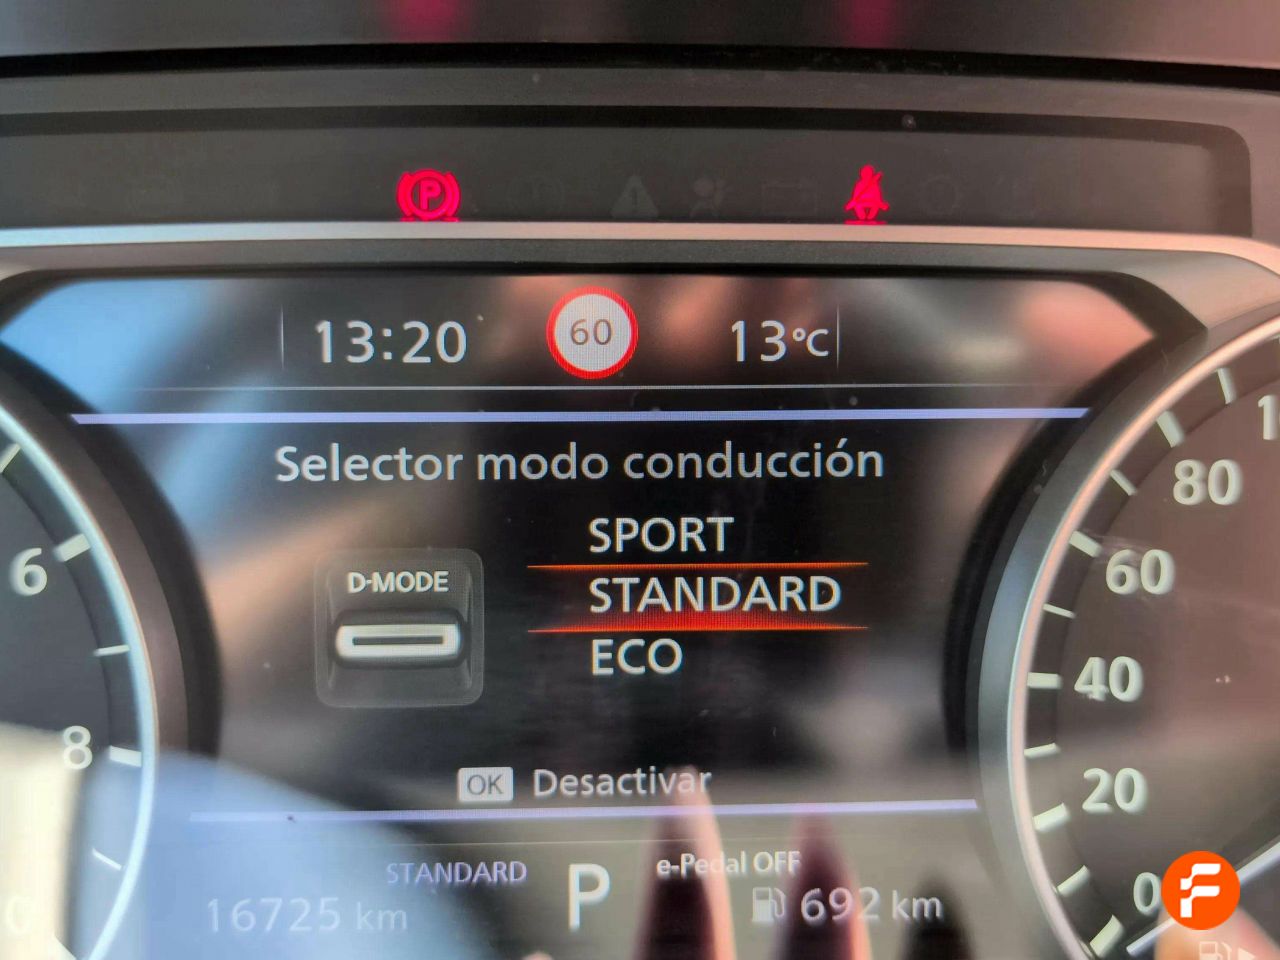 P
13:20
60
13°C
Selector modo conducción
SPORT
D-MODE
STANDARD
ECO
OK Desactivar
STANDARD
P
e-Pedal OFF
16725 km
692 km
6
8
80
60
40
20
0
F